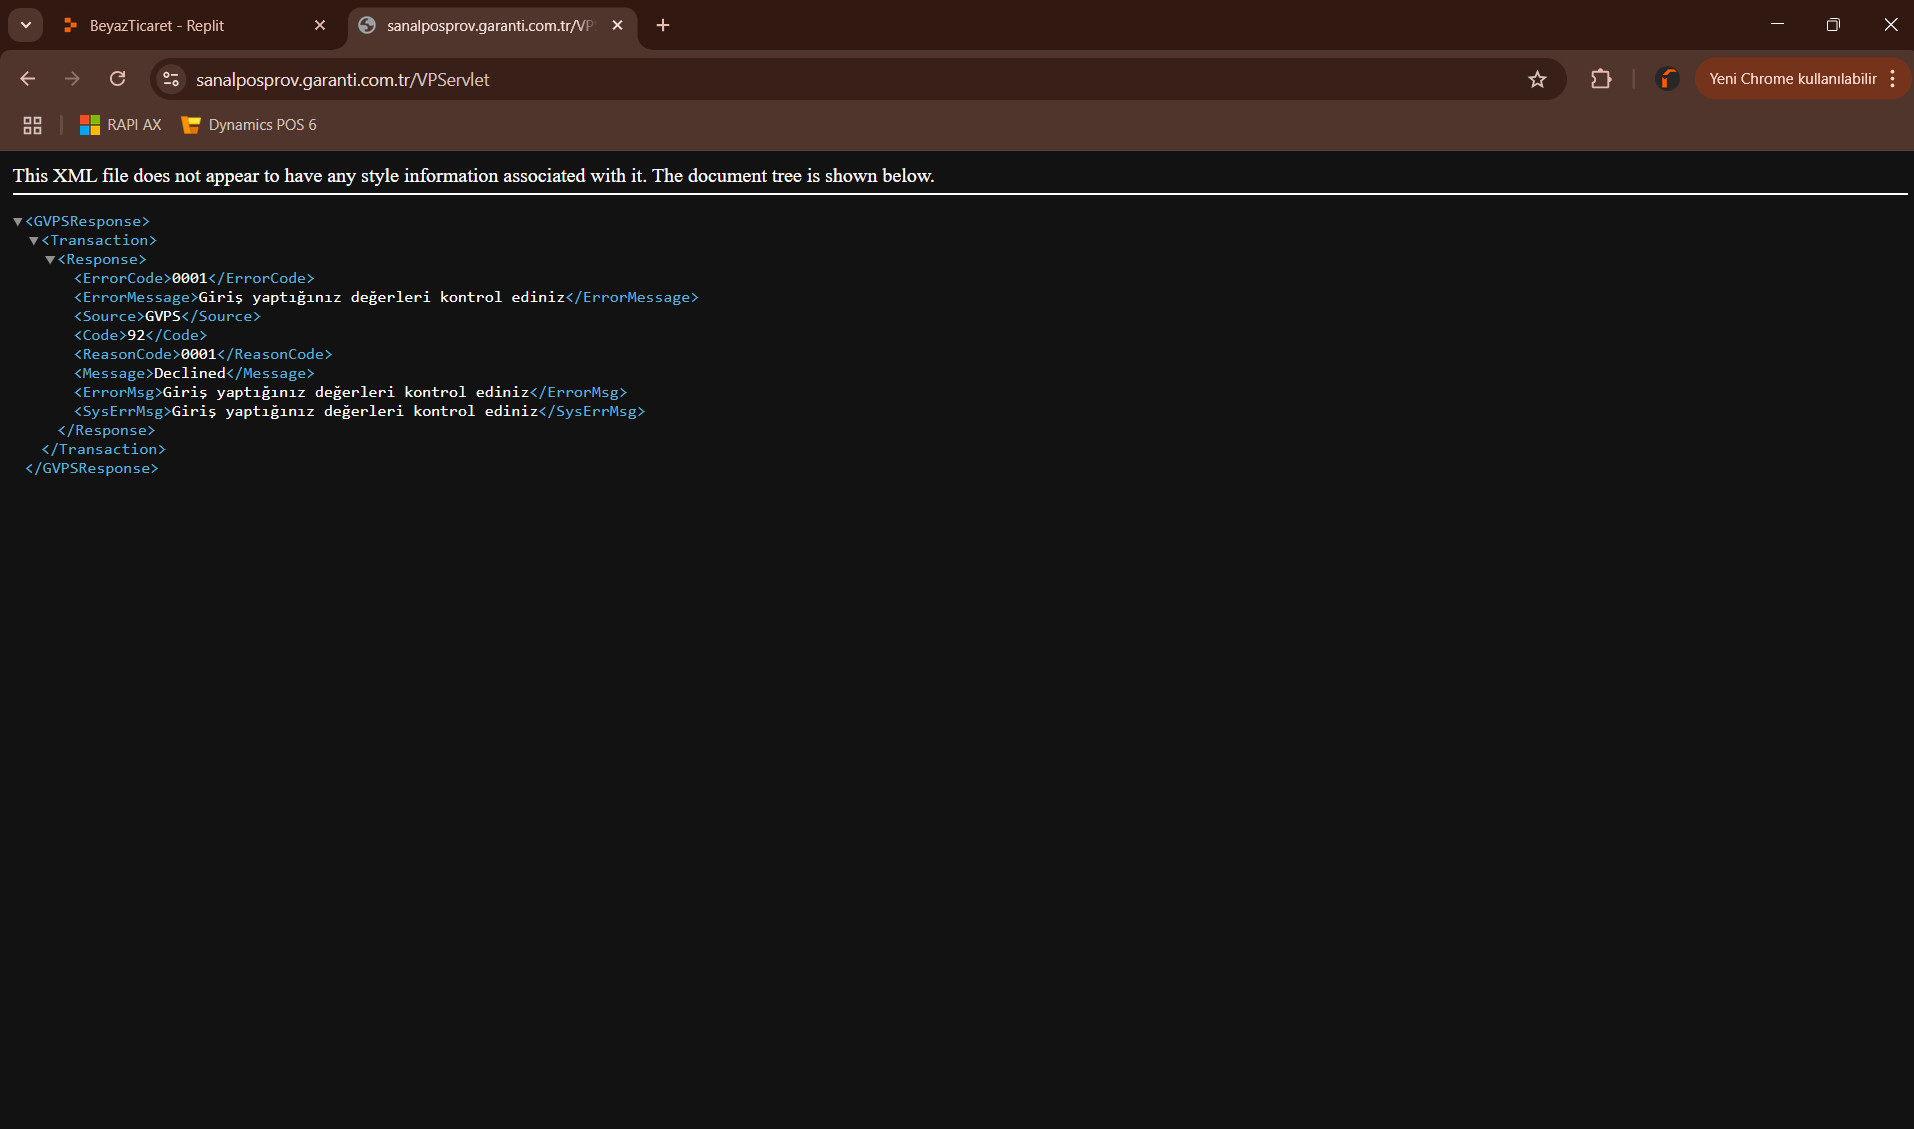 BeyazTicaret - Replit
sanalposprov.garanti.com.tr/VP
sanalposprov.garanti.com.tr/VPServlet
Yeni Chrome kullanılabilir
RAPI AX
Dynamics POS 6
This XML file does not appear to have any style information associated with it. The document tree is shown below.
▼<GVPSResponse>
▼<Transaction>
▼<Response>
<ErrorCode>0001</ErrorCode>
<ErrorMessage>Giriş yaptığınız değerleri kontrol ediniz</ErrorMessage>
<Source>GVPS</Source>
<Code>92</Code>
<ReasonCode>0001</ReasonCode>
<Message>Declined</Message>
<ErrorMsg>Giriş yaptığınız değerleri kontrol ediniz</ErrorMsg>
<SysErrMsg>Giriş yaptığınız değerleri kontrol ediniz</SysErrMsg>
</Response>
</Transaction>
</GVPSResponse>